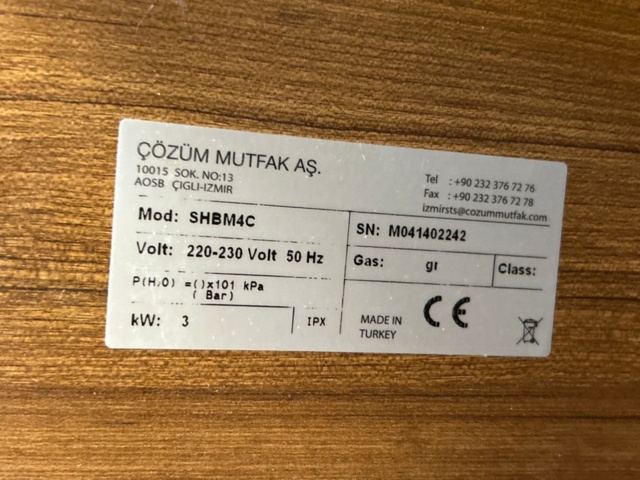 ÇÖZÜM MUTFAK AŞ.
10015 SOK. NO:13
AOSB ÇIGLI-IZMIR
Tel : +90 232 376 72 76
Fax : +90 232 376 72 78
izmirsts@cozummutfak.com
Mod: SHBM4C
SN: M041402242
Volt: 220-230 Volt 50 Hz
Gas: gr
Class:
P(H₂O) =()x101 kPa
( Bar)
kW: 3
IPX
MADE IN
TURKEY
CE